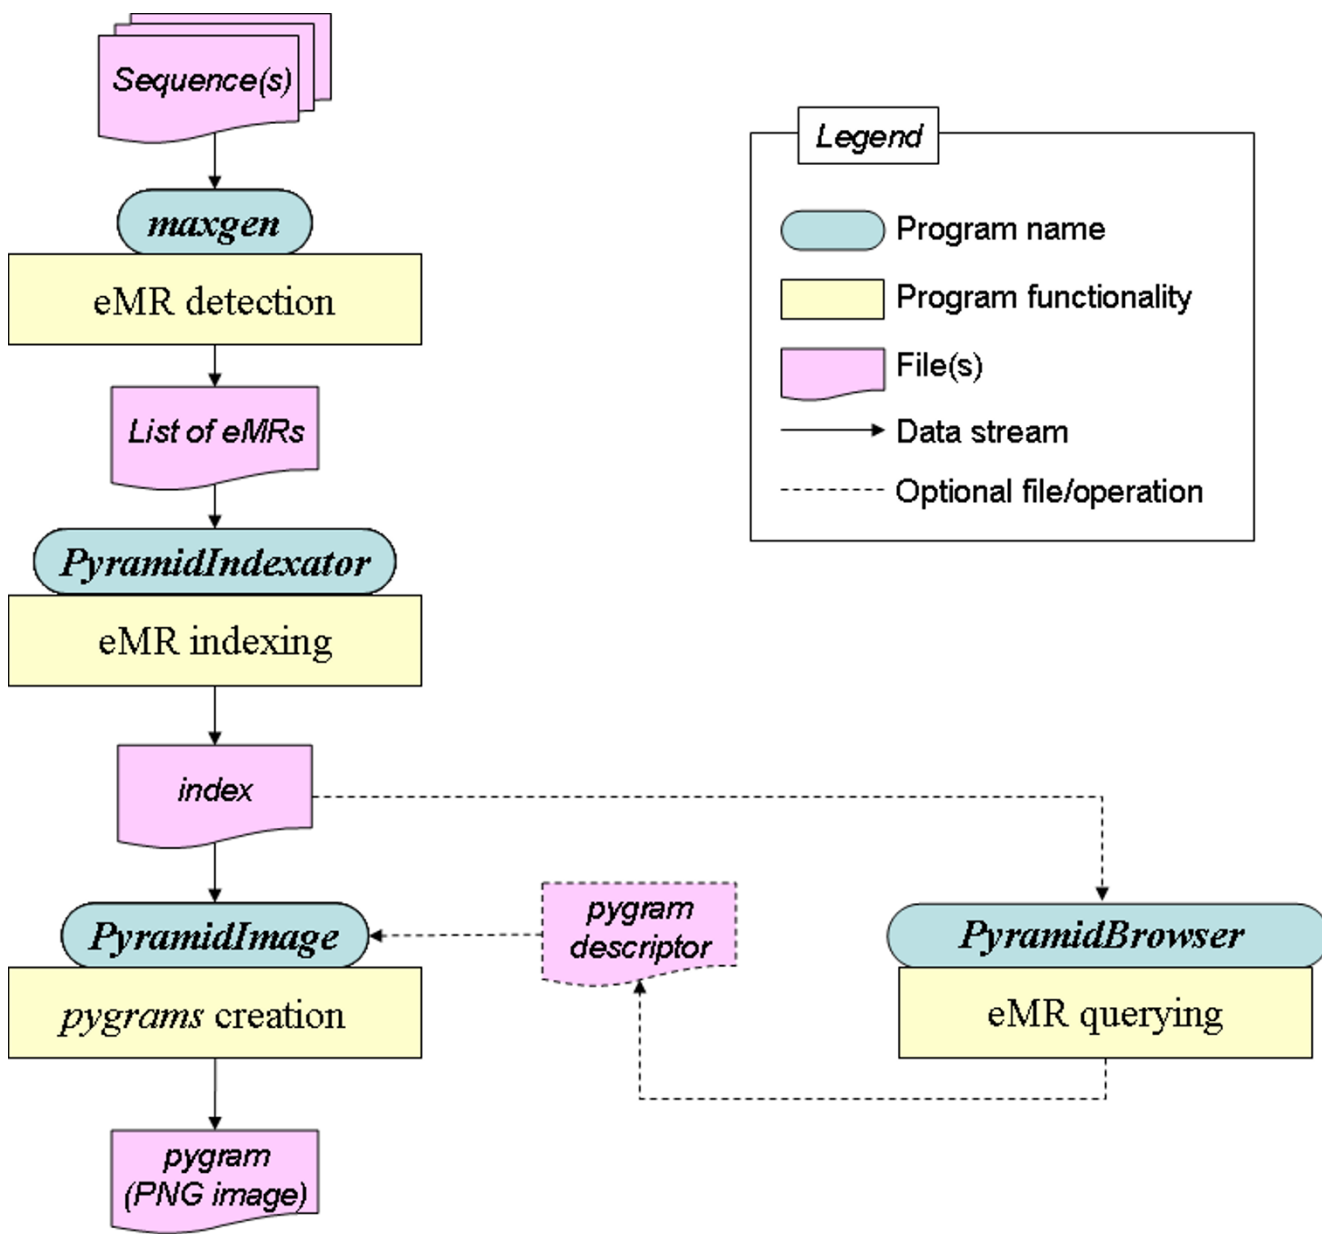 Sequence(s)
maxgen
eMR detection
List of eMRs
PyramidIndexator
eMR indexing
index
PyramidImage
pygrams creation
pygram
(PNG image)
pygram
descriptor
PyramidBrowser
eMR querying
Legend
Program name
Program functionality
File(s)
Data stream
Optional file/operation